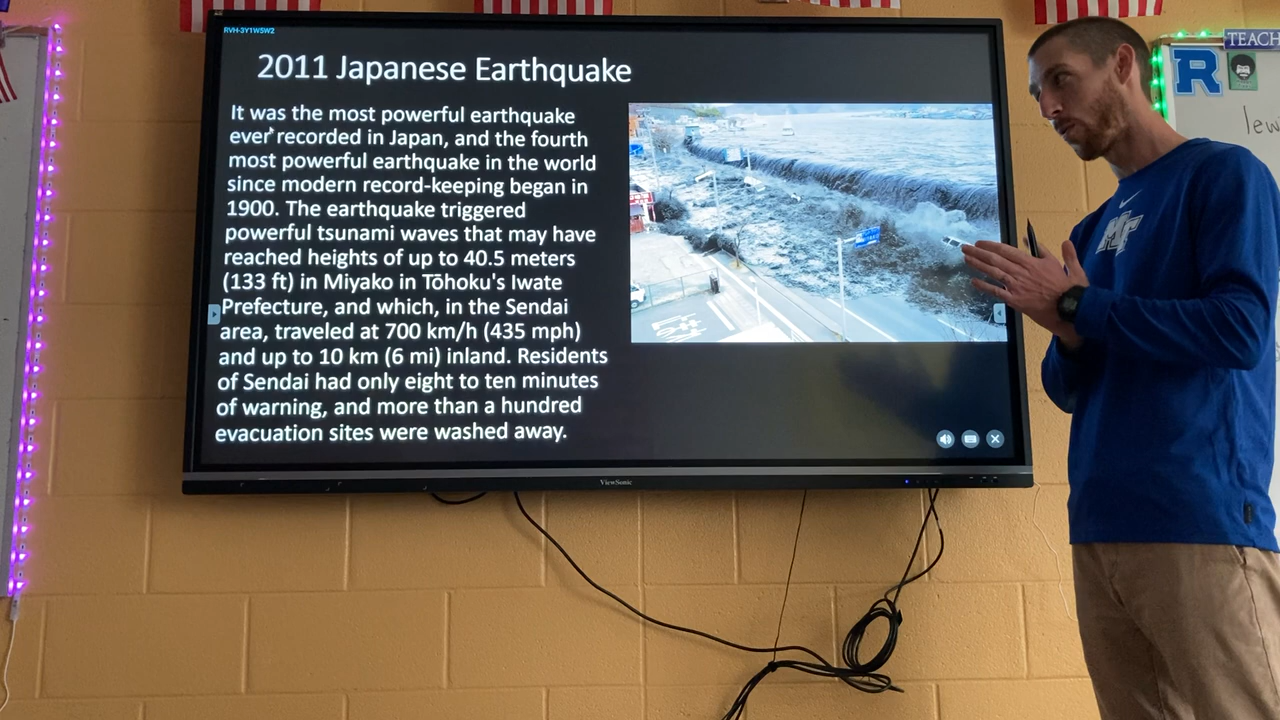 RVH-3Y1W5W2
2011 Japanese Earthquake
It was the most powerful earthquake
ever recorded in Japan, and the fourth
most powerful earthquake in the world
since modern record-keeping began in
1900. The earthquake triggered
powerful tsunami waves that may have
reached heights of up to 40.5 meters
(133 ft) in Miyako in Tōhoku's Iwate
Prefecture, and which, in the Sendai
area, traveled at 700 km/h (435 mph)
and up to 10 km (6 mi) inland. Residents
of Sendai had only eight to ten minutes
of warning, and more than a hundred
evacuation sites were washed away.
ViewSonic
TEACH
R